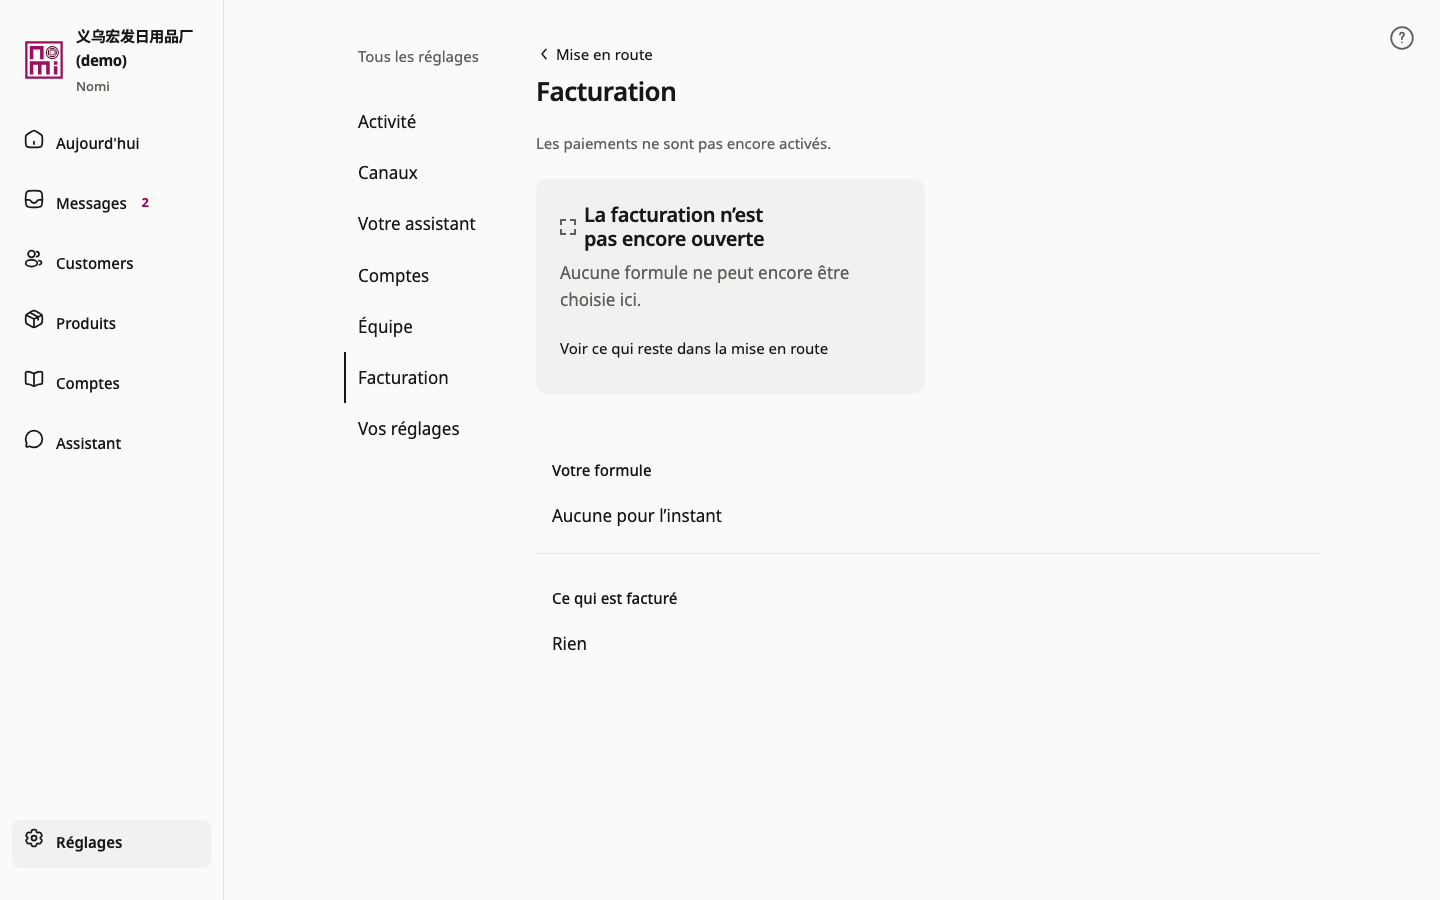 义乌宏发日用品厂
(demo)
Nomi
Aujourd'hui
Messages 2
Customers
Produits
Comptes
Assistant
Réglages
Tous les réglages
Activité
Canaux
Votre assistant
Comptes
Équipe
Facturation
Vos réglages
Mise en route
Facturation
Les paiements ne sont pas encore activés.
La facturation n’est
pas encore ouverte
Aucune formule ne peut encore être
choisie ici.
Voir ce qui reste dans la mise en route
Votre formule
Aucune pour l’instant
Ce qui est facturé
Rien